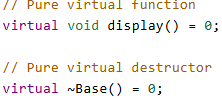 // Pure virtual function
virtual void display() = 0;
// Pure virtual destructor
virtual ~Base() = 0;